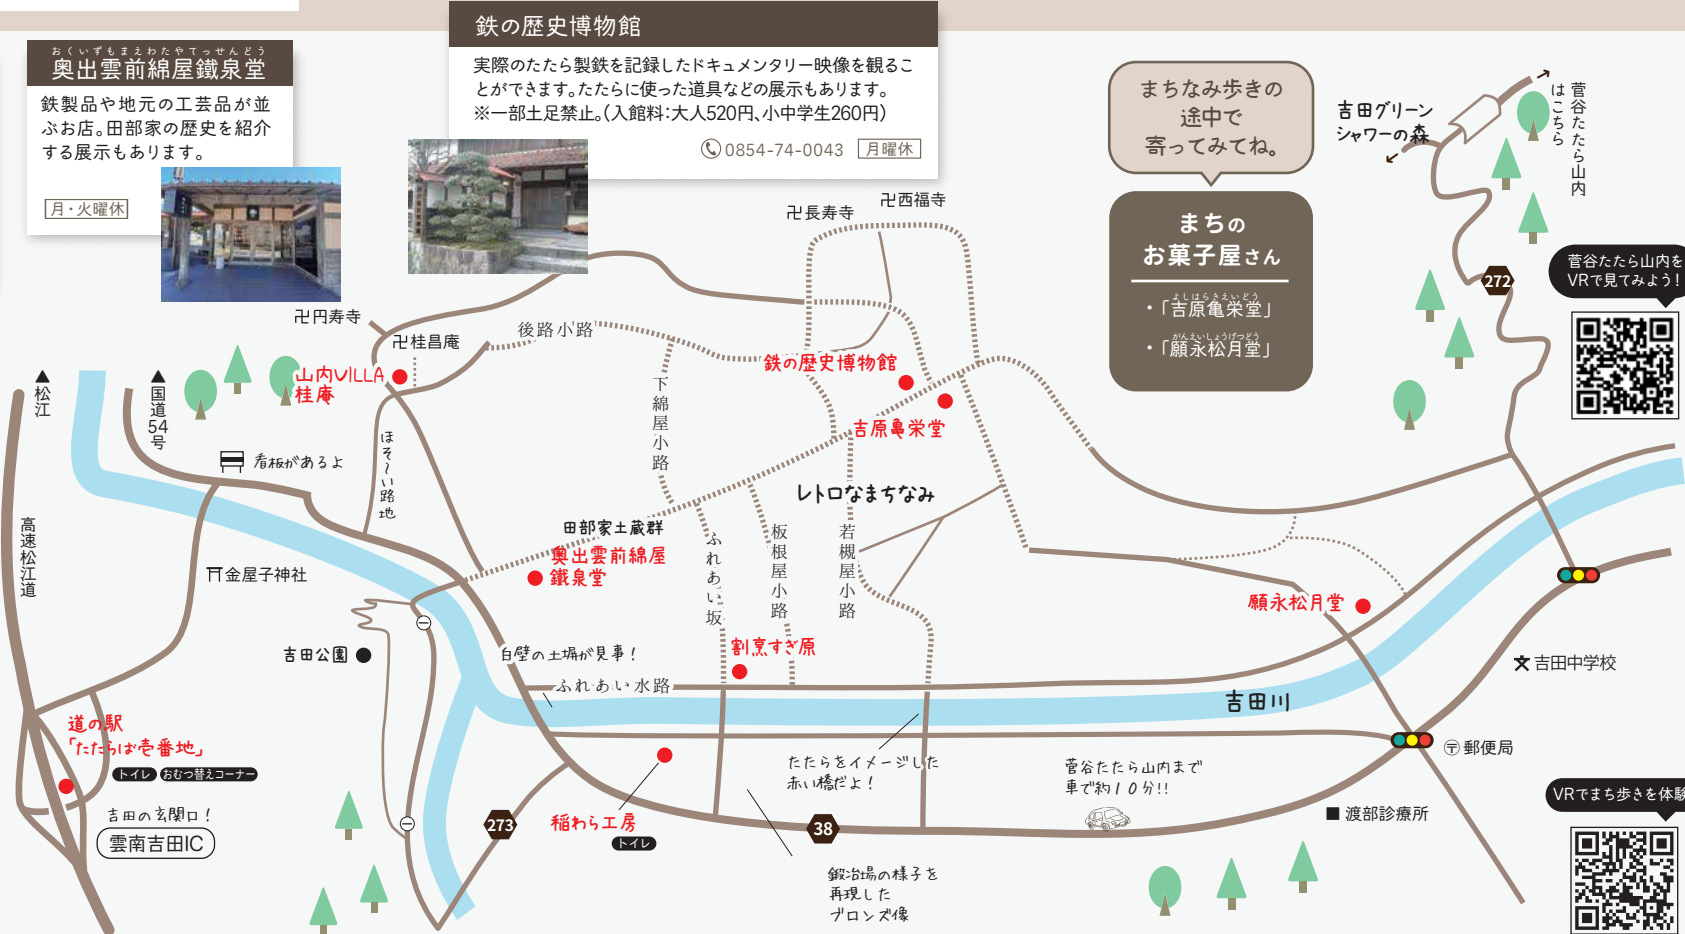 おくいずもまえわたやてっせんどう
奥出雲前綿屋鐵泉堂
鉄製品や地元の工芸品が並
ぶお店。田部家の歴史を紹介
する展示もあります。
月・火曜休
鉄の歴史博物館
実際のたたら製鉄を記録したドキュメンタリー映像を観るこ
とができます。たたらに使った道具などの展示もあります。
※一部土足禁止。(入館料:大人520円、小中学生260円)
0854-74-0043 月曜休
まちなみ歩きの
途中で
寄ってみてね。
まちの
お菓子屋さん
よしはらきえいどう
・「吉原亀栄堂」
がんえいしょうげつどう
・「願永松月堂」
吉田グリーン
シャワーの森
菅谷たたら山内
はこちら
272
菅谷たたら山内を
VRで見てみよう!
卍長寿寺
卍西福寺
卍円寿寺
卍桂昌庵
後路小路
山内VILLA
桂庵
鉄の歴史博物館
吉原亀栄堂
下綿屋小路
松江
国道54号
看板があるよ
ほそ〜い路地
レトロなまちなみ
田部家土蔵群
奥出雲前綿屋
鐵泉堂
ふれあい坂
板根屋小路
若槻屋小路
高速松江道
金屋子神社
吉田公園
白壁の土塀が見事!
割烹すぎ原
ふれあい水路
願永松月堂
吉田川
文 吉田中学校
〒郵便局
道の駅
「たたらば壱番地」
トイレ おむつ替えコーナー
吉田の玄関口!
雲南吉田IC
273
稲わら工房
トイレ
たたらをイメージした
赤い橋だよ!
38
鍛冶場の様子を
再現した
ブロンズ像
菅谷たたら山内まで
車で約10分!!
渡部診療所
VRでまち歩きを体験